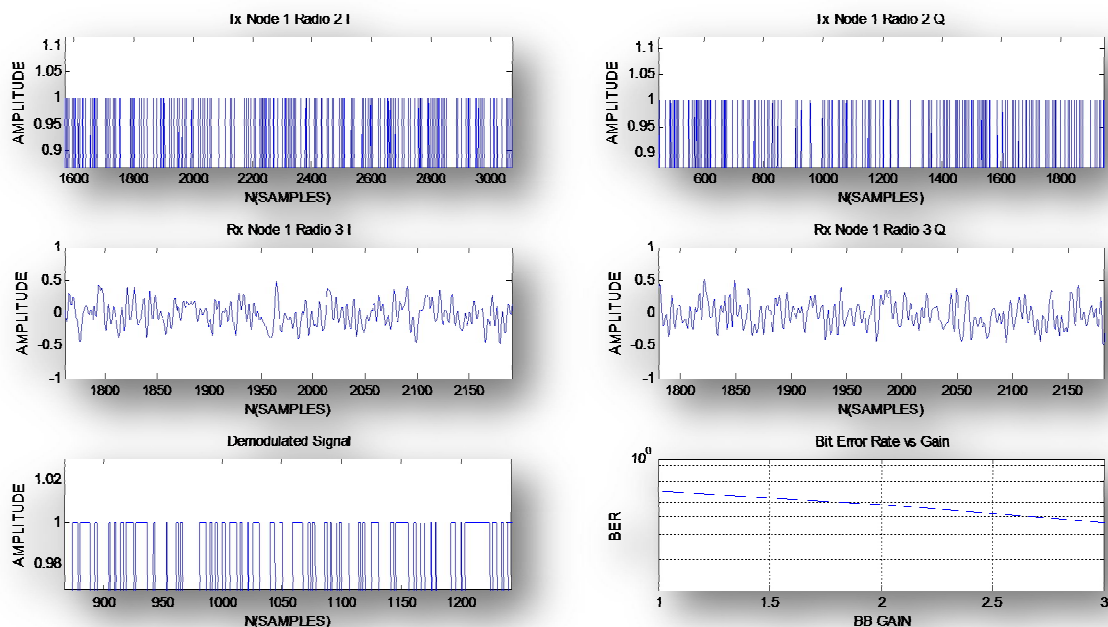 Tx Node 1 Radio 2 I
AMPLITUDE
1.1
1.05
1
0.95
0.9
1600 1800 2000 2200 2400 2600 2800 3000
N(SAMPLES)
Tx Node 1 Radio 2 Q
AMPLITUDE
1.1
1.05
1
0.95
0.9
600 800 1000 1200 1400 1600 1800
N(SAMPLES)
Rx Node 1 Radio 3 I
AMPLITUDE
1
0.5
0
-0.5
-1
1800 1850 1900 1950 2000 2050 2100 2150
N(SAMPLES)
Rx Node 1 Radio 3 Q
AMPLITUDE
1
0.5
0
-0.5
-1
1800 1850 1900 1950 2000 2050 2100 2150
N(SAMPLES)
Demodulated Signal
AMPLITUDE
1.02
1
0.98
900 950 1000 1050 1100 1150 1200
N(SAMPLES)
Bit Error Rate vs Gain
BER
10⁰
1 1.5 2 2.5 3
BB GAIN